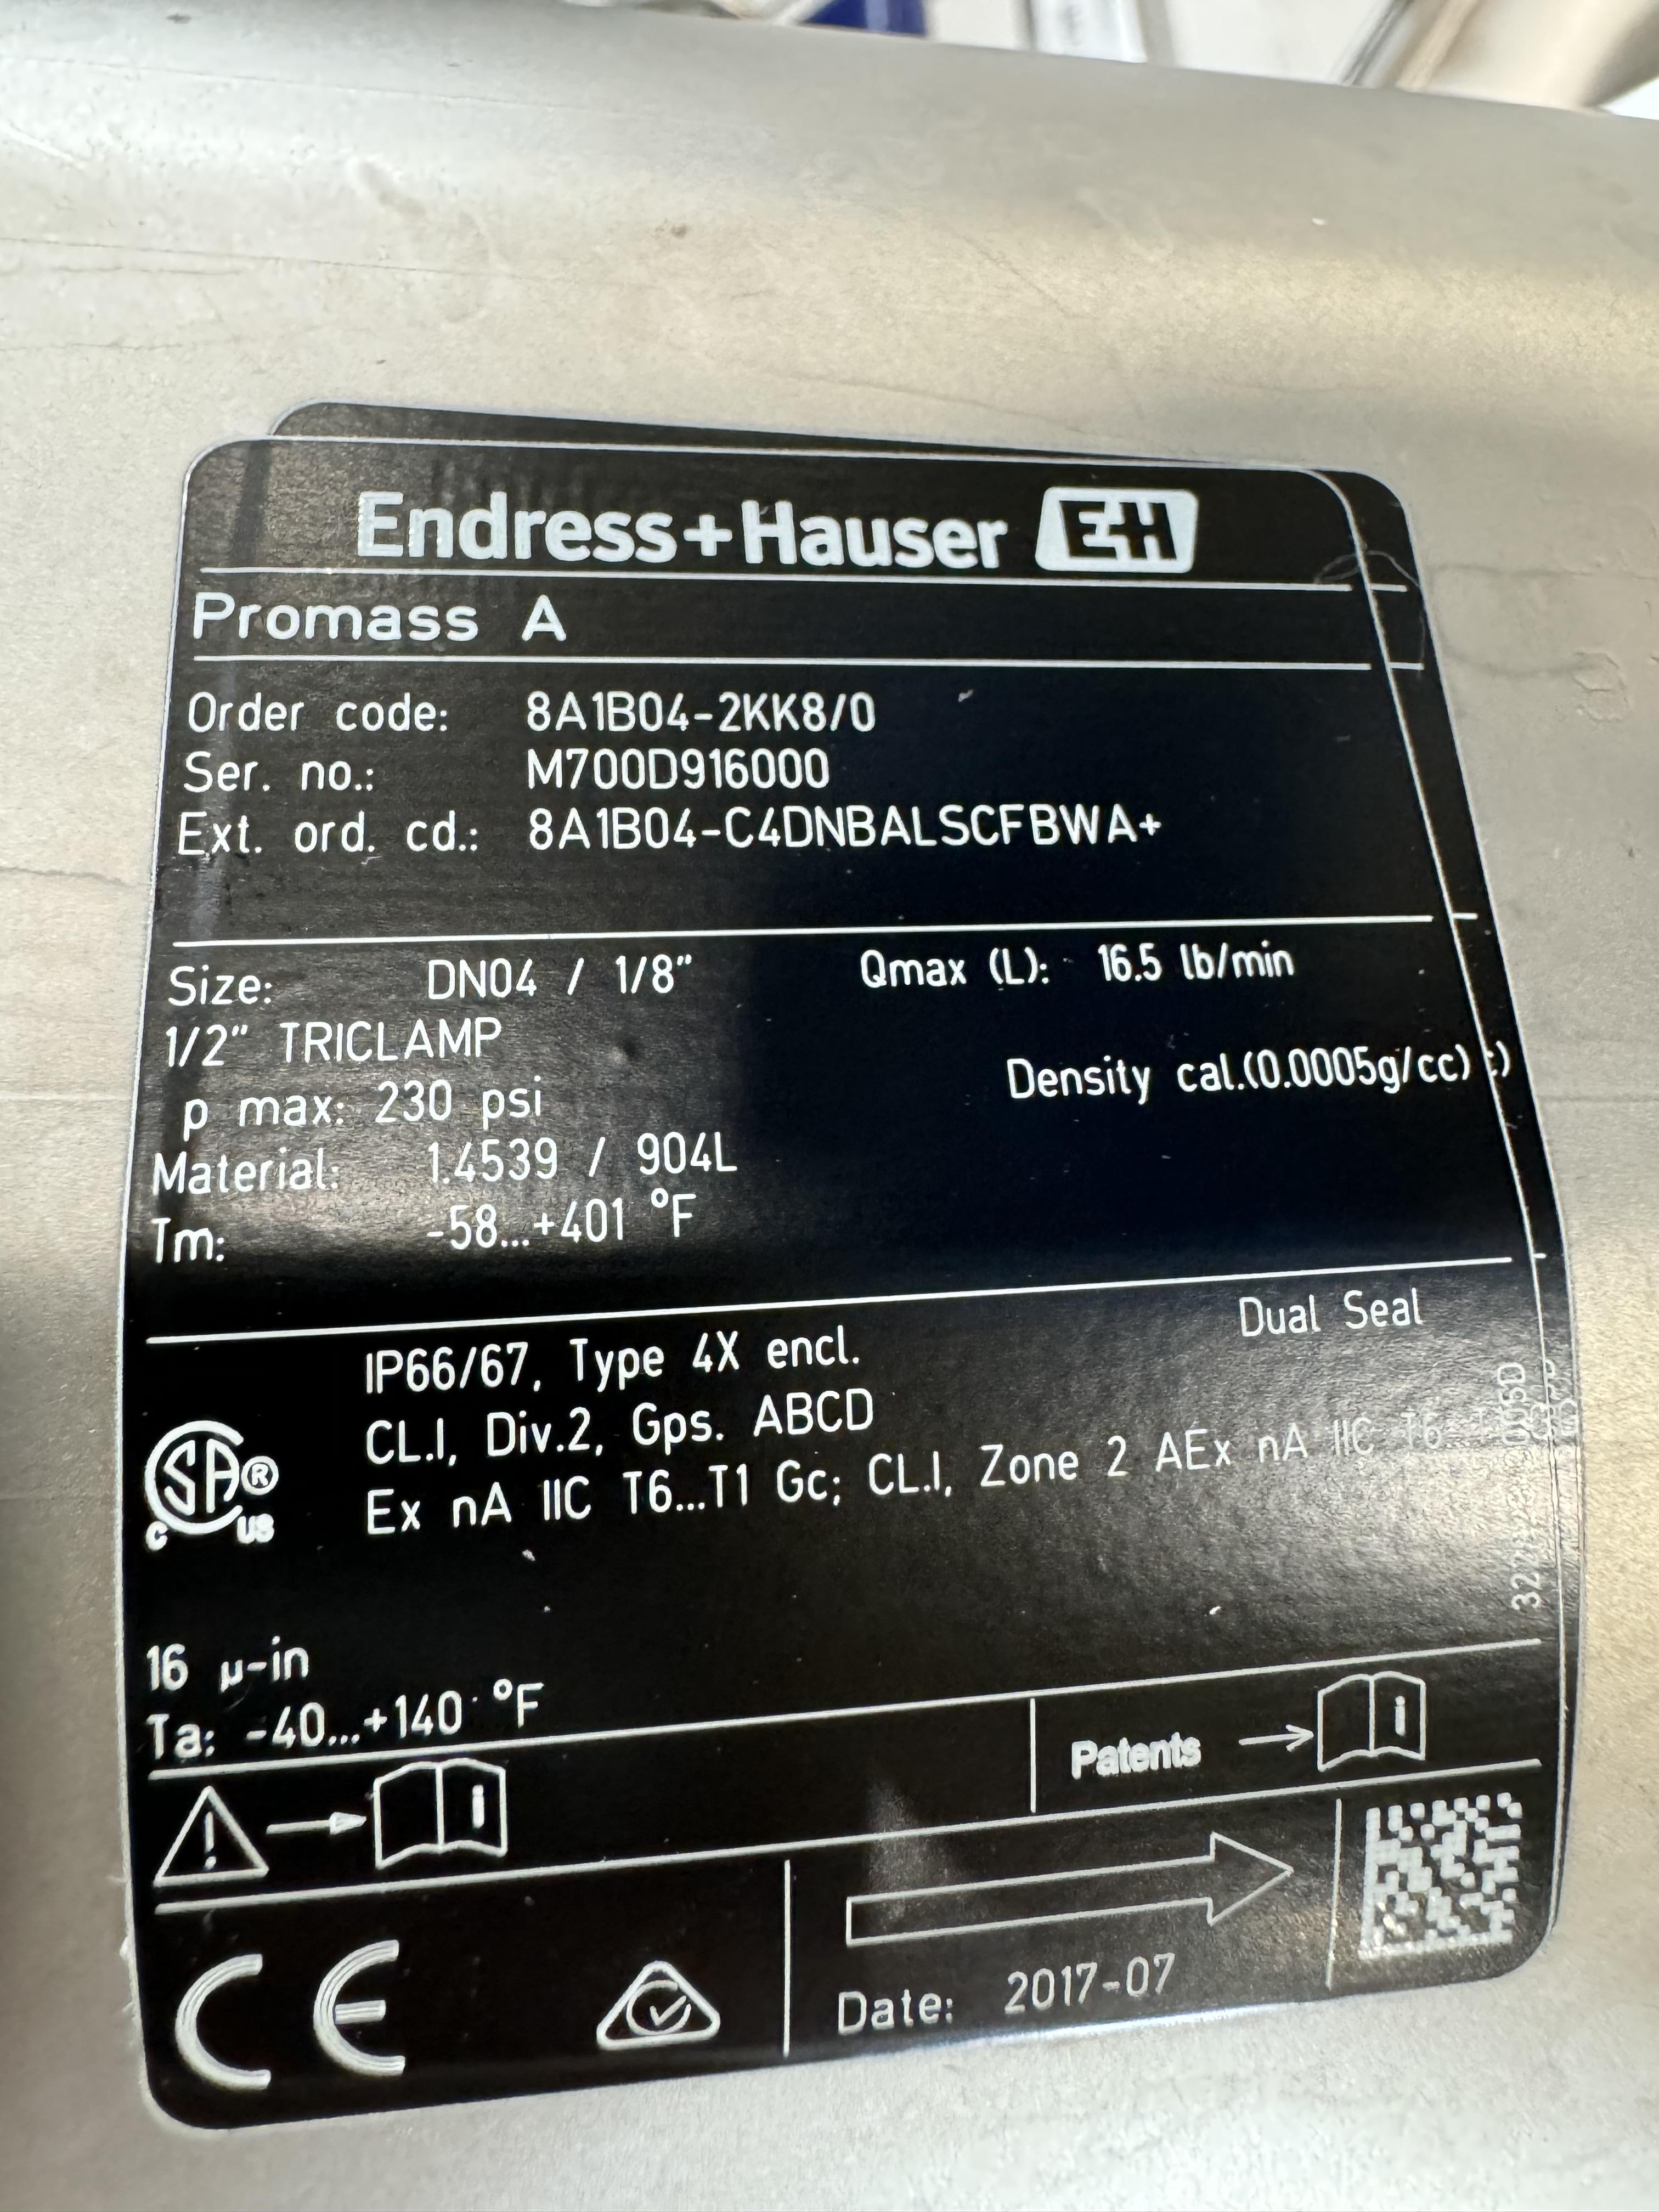 Endress+Hauser EH
Promass A
Order code: 8A1B04-2KK8/0
Ser. no.: M700D916000
Ext. ord. cd.: 8A1B04-C4DNBALSCFBWA+
Size: DN04 / 1/8" Qmax (L): 16.5 lb/min
1/2" TRICLAMP
Density cal.(0.0005g/cc)
p max: 230 psi
Material: 1.4539 / 904L
Tm: -58...+401 °F
Dual Seal
IP66/67, Type 4X encl.
CL.I, Div.2, Gps. ABCD
Ex nA IIC T6...T1 Gc; CL.I, Zone 2 AEx nA IIC T6
SA®
C US
16 µ-in
Ta: -40...+140 °F
Patents → i
! → i
CE
Date: 2017-07